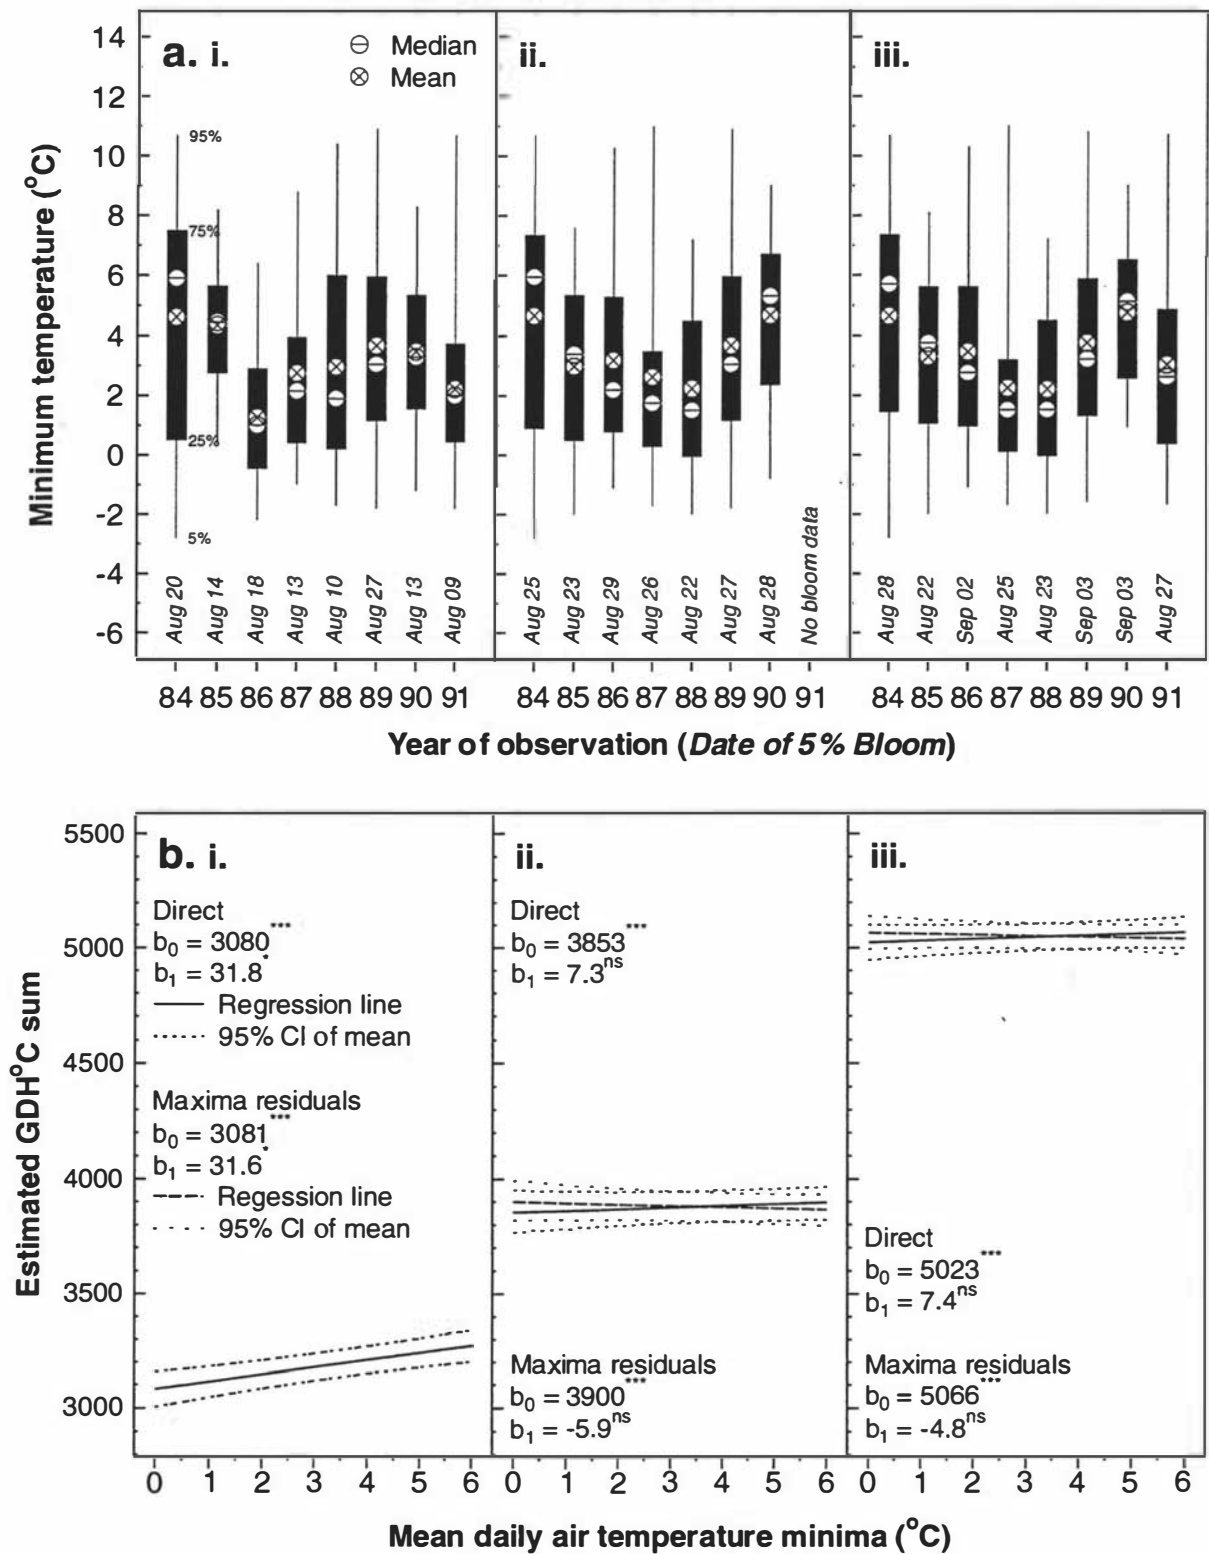 a. i.
Median
Mean
ii.
iii.
14
12
10
8
6
4
2
0
-2
-4
-6
Minimum temperature (°C)
95%
75%
25%
5%
Aug 20
Aug 14
Aug 18
Aug 13
Aug 10
Aug 27
Aug 13
Aug 09
Aug 25
Aug 23
Aug 29
Aug 26
Aug 22
Aug 27
Aug 28
No bloom data
Aug 28
Aug 22
Sep 02
Aug 25
Aug 23
Sep 03
Sep 03
Aug 27
84 85 86 87 88 89 90 91
84 85 86 87 88 89 90 91
84 85 86 87 88 89 90 91
Year of observation (Date of 5% Bloom)
5500
5000
4500
4000
3500
3000
Estimated GDH°C sum
b. i.
Direct
b₀ = 3080***
b₁ = 31.8*
Regression line
95% CI of mean
Maxima residuals
b₀ = 3081***
b₁ = 31.6*
Regession line
95% CI of mean
ii.
Direct
b₀ = 3853***
b₁ = 7.3ns
Maxima residuals
b₀ = 3900***
b₁ = -5.9ns
iii.
Direct
b₀ = 5023***
b₁ = 7.4ns
Maxima residuals
b₀ = 5066***
b₁ = -4.8ns
0 1 2 3 4 5 6
0 1 2 3 4 5 6
0 1 2 3 4 5 6
Mean daily air temperature minima (°C)